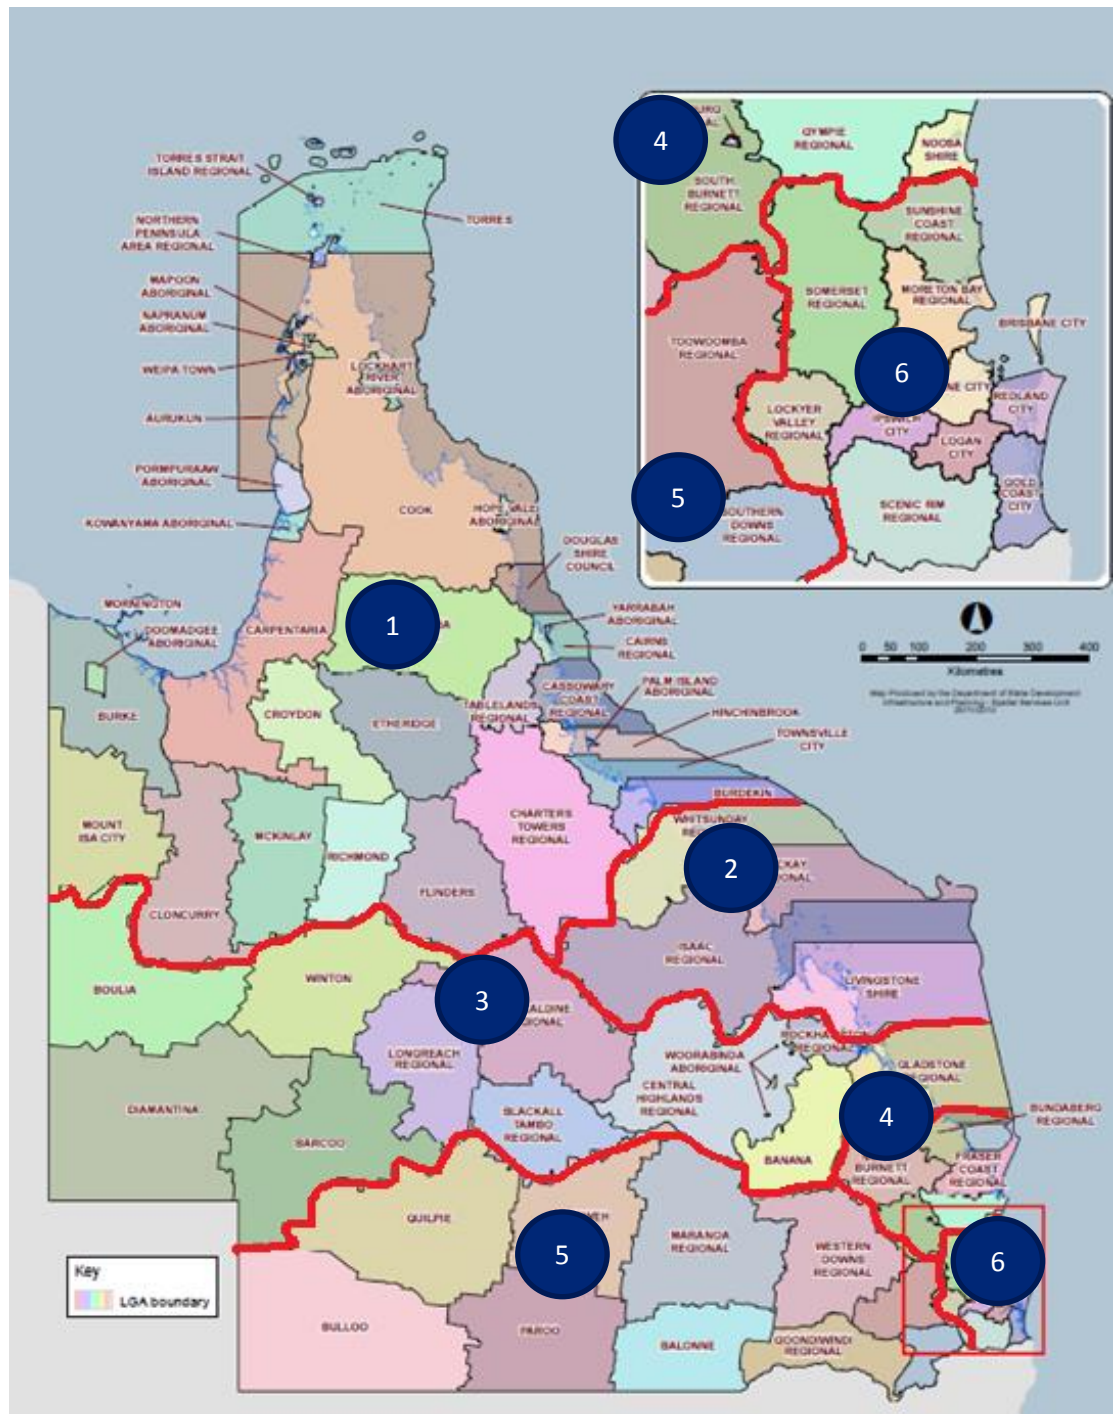 TORRES STRAIT
ISLAND REGIONAL
TORRES
NORTHERN
PENINSULA
AREA REGIONAL
MAPOON
ABORIGINAL
NAPRANUM
ABORIGINAL
WEIPA TOWN
LOCKHART
RIVER
ABORIGINAL
AURUKUN
PORMPURAAW
ABORIGINAL
KOWANYAMA ABORIGINAL
COOK
HOPE VALE
ABORIGINAL
DOUGLAS
SHIRE
COUNCIL
MORNINGTON
DOOMADGEE
ABORIGINAL
CARPENTARIA
1
YARRABAH
ABORIGINAL
CAIRNS
REGIONAL
BURKE
CROYDON
ETHERIDGE
TABLELANDS
REGIONAL
CASSOWARY
COAST
REGIONAL
PALM ISLAND
ABORIGINAL
HINCHINBROOK
TOWNSVILLE
CITY
BURDEKIN
MOUNT
ISA CITY
MCKINLAY
RICHMOND
CHARTERS
TOWERS
REGIONAL
WHITSUNDAY
2
CLONCURRY
FLINDERS
ISAAC
REGIONAL
BOULIA
WINTON
3
LIVINGSTONE
SHIRE
LONGREACH
REGIONAL
WOORABINDA
ABORIGINAL
REGIONAL
CENTRAL
HIGHLANDS
REGIONAL
GLADSTONE
REGIONAL
DIAMANTINA
BARCOO
BLACKALL
TAMBO
REGIONAL
4
BUNDABERG
REGIONAL
BANANA
BURNETT
REGIONAL
FRASER
COAST
REGIONAL
QUILPIE
5
MARANOA
REGIONAL
WESTERN
DOWNS
REGIONAL
6
BULLOO
PAROO
BALONNE
GOONDIWINDI
REGIONAL
Key
LGA boundary
4
GYMPIE
REGIONAL
NOOSA
SHIRE
SOUTH
BURNETT
REGIONAL
SUNSHINE
COAST
REGIONAL
SOMERSET
REGIONAL
MORETON BAY
REGIONAL
BRISBANE CITY
TOOWOOMBA
REGIONAL
6
NE CITY
REDLAND
CITY
LOCKYER
VALLEY
REGIONAL
CITY
LOGAN
CITY
5
GOLD
COAST
CITY
SCENIC RIM
REGIONAL
DOWNS
REGIONAL
0 50 100 200 300 400
Kilometres